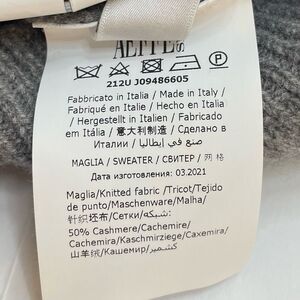 AEFFE
212U J09486605
Fabbricato in Italia / Made in Italy /
Fabriqué en Italie / Hecho en Italia
/ Hergestellt in Italien / Fabricado
em Itália / 意大利制造 / Сделано в
Италии / صنع في إيطاليا
MAGLIA / SWEATER / СВИТЕР / 网格
Дата изготовления: 03.2021
Maglia/Knitted fabric /Tricot/Tejido
de punto/Maschenware/Malha/
针织坯布/Сетки/شبكة:
50% Cashmere/Cachemire/
Cachemira/Kaschmirziege/Caxemira/
山羊绒/Кашемир/كشمير